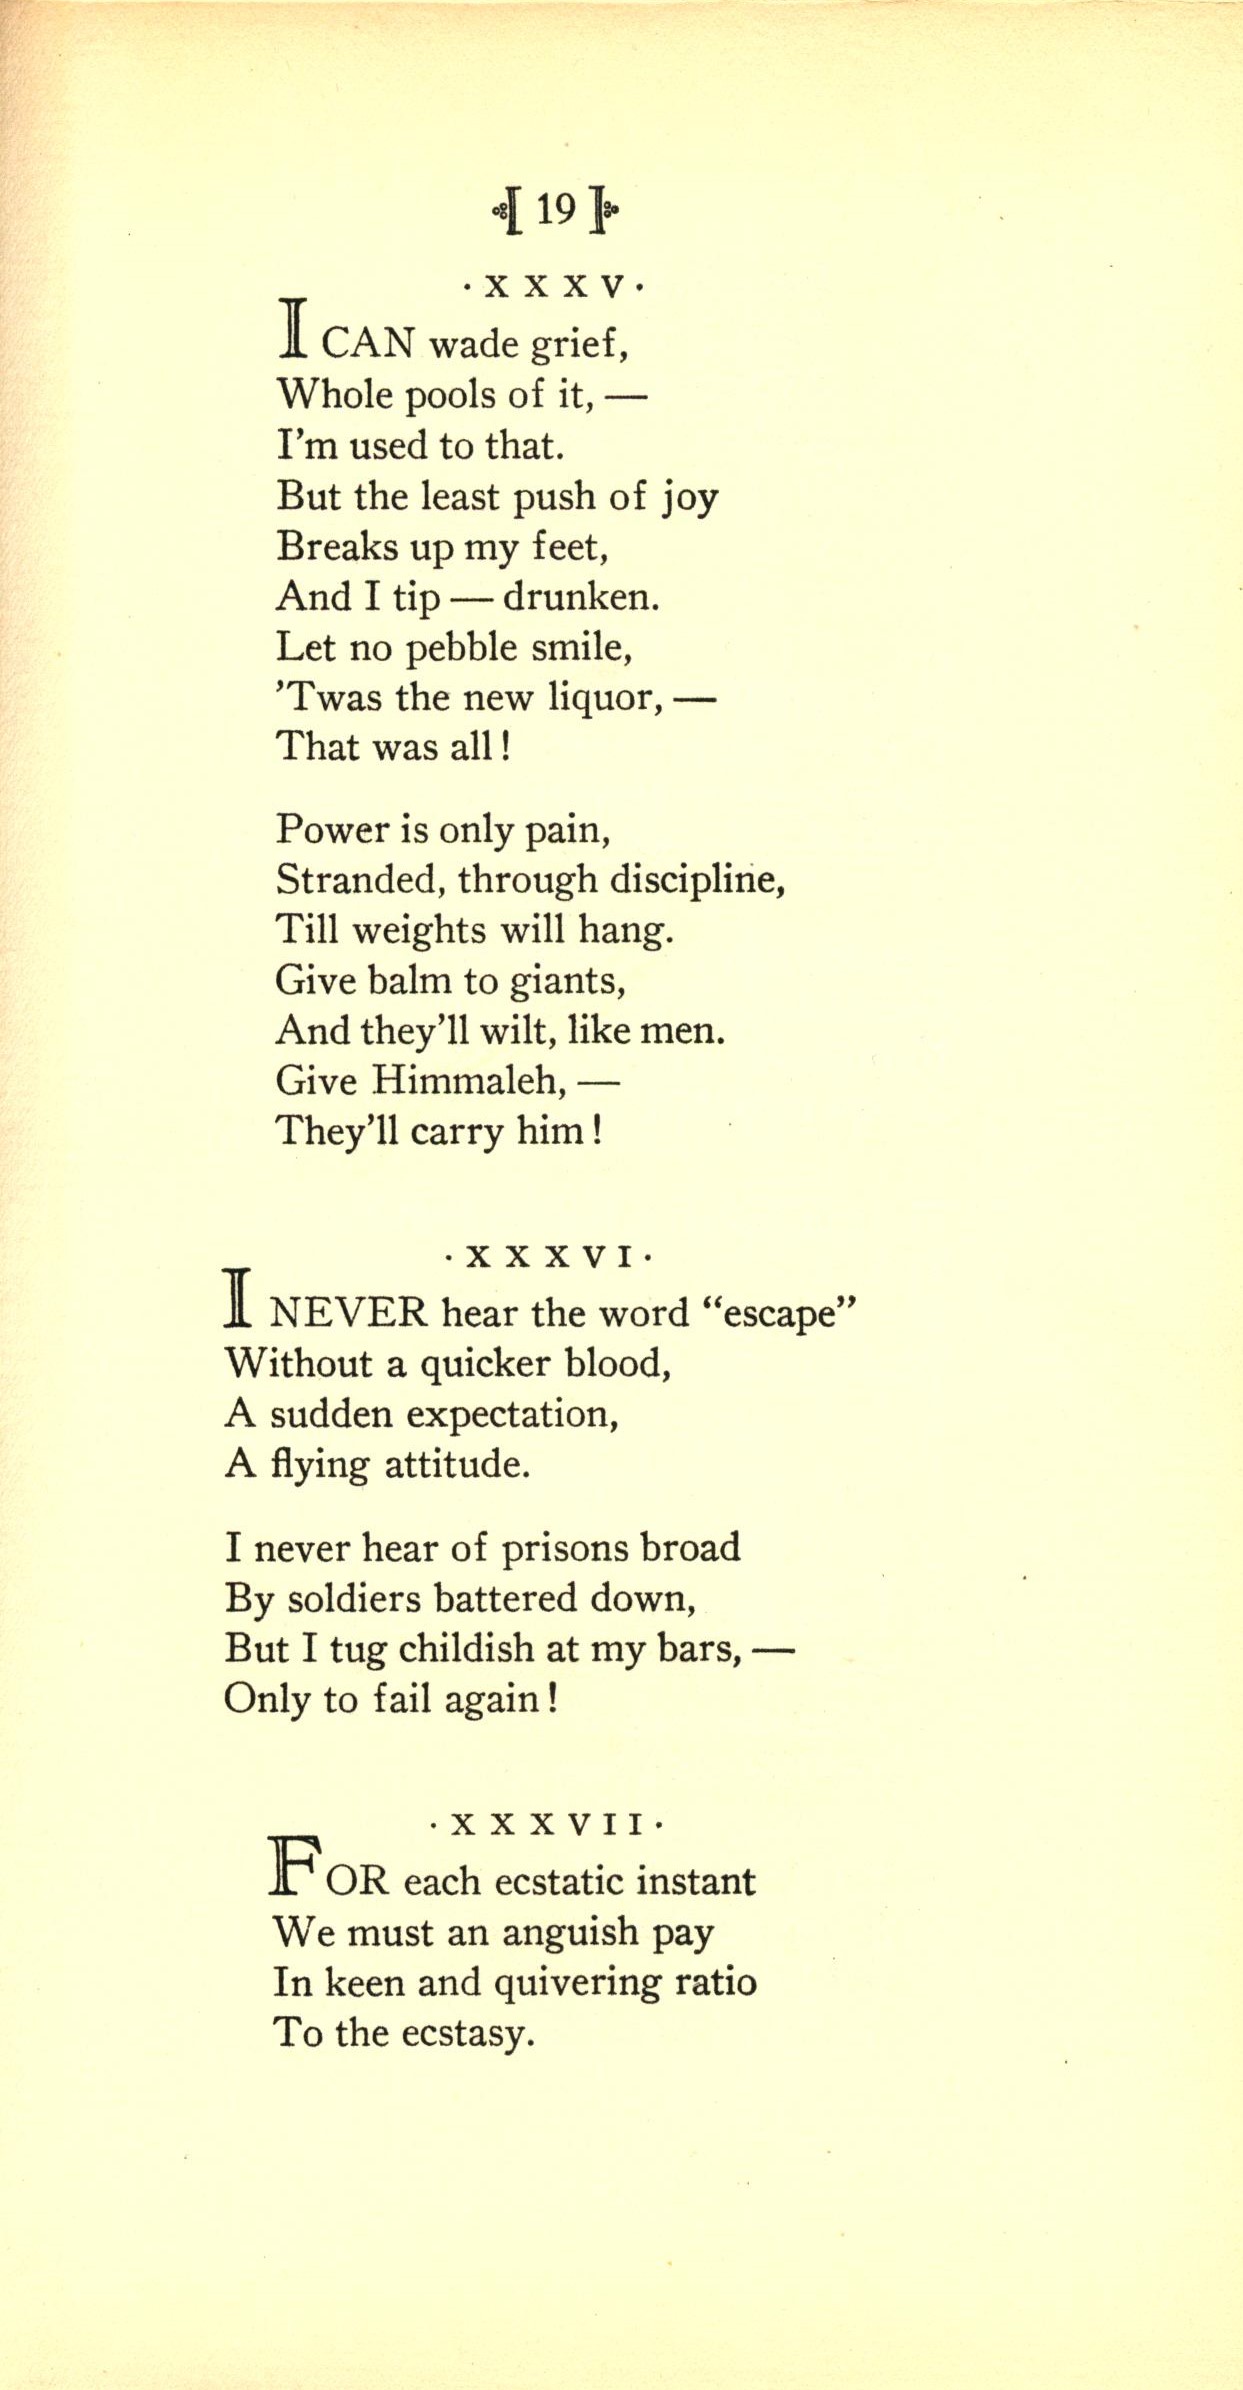 [ 19 ]
· X X X V ·
I CAN wade grief,
Whole pools of it, —
I’m used to that.
But the least push of joy
Breaks up my feet,
And I tip — drunken.
Let no pebble smile,
’Twas the new liquor, —
That was all!
Power is only pain,
Stranded, through discipline,
Till weights will hang.
Give balm to giants,
And they’ll wilt, like men.
Give Himmaleh, —
They’ll carry him!
· X X X V I ·
I NEVER hear the word “escape”
Without a quicker blood,
A sudden expectation,
A flying attitude.
I never hear of prisons broad
By soldiers battered down,
But I tug childish at my bars, —
Only to fail again!
· X X X V I I ·
FOR each ecstatic instant
We must an anguish pay
In keen and quivering ratio
To the ecstasy.